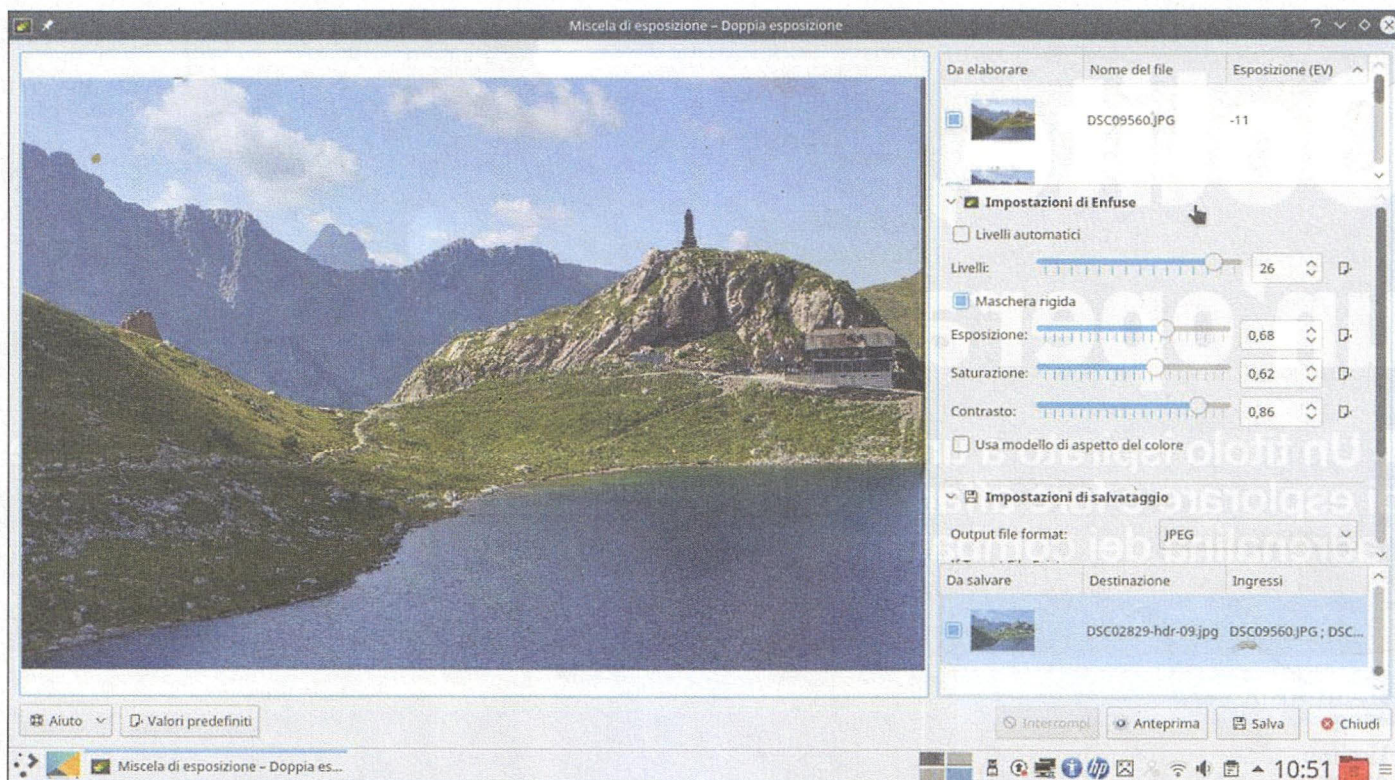 Miscela di esposizione – Doppia esposizione
Da elaborare Nome del file Esposizione (EV)
DSC09560.JPG -11
Impostazioni di Enfuse
Livelli automatici
Livelli: 26
Maschera rigida
Esposizione: 0,68
Saturazione: 0,62
Contrasto: 0,86
Usa modello di aspetto del colore
Impostazioni di salvataggio
Output file format: JPEG
Da salvare Destinazione Ingressi
DSC02829-hdr-09.jpg DSC09560.JPG ; DSC...
Aiuto Valori predefiniti Interrompi Anteprima Salva Chiudi
Miscela di esposizione – Doppia es... hp 10:51